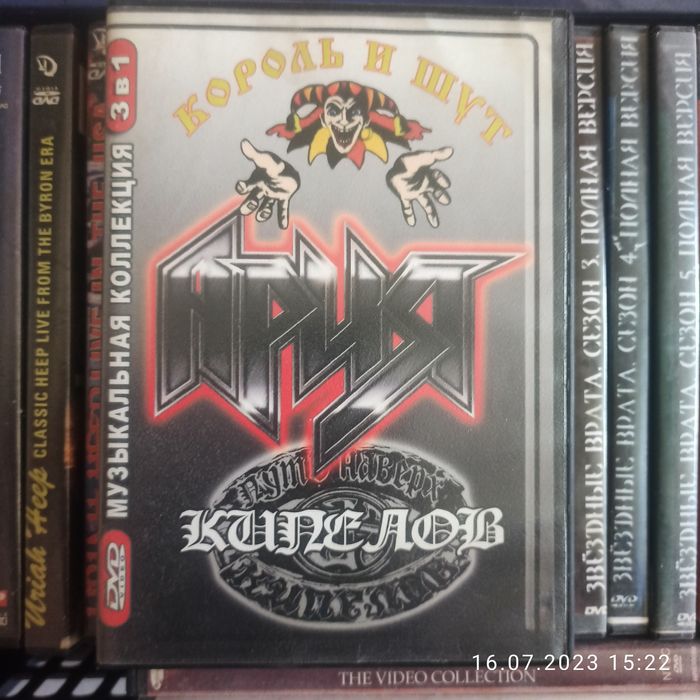 КОРОЛЬ И ШУТ
АРИЯ
Путь наверх
КИПЕЛОВ
КИПЕЛОВ
МУЗЫКАЛЬНАЯ КОЛЛЕКЦИЯ 3 в 1
DVD
VIDEO
Uriah Heep CLASSIC HEEP LIVE FROM THE BYRON ERA
ЗВЁЗДНЫЕ ВРАТА. СЕЗОН 3. ПОЛНАЯ ВЕРСИЯ
ЗВЁЗДНЫЕ ВРАТА. СЕЗОН 4. ПОЛНАЯ ВЕРСИЯ
ЗВЁЗДНЫЕ ВРАТА. СЕЗОН 5. ПОЛНАЯ ВЕРСИЯ
THE VIDEO COLLECTION
16.07.2023 15:22